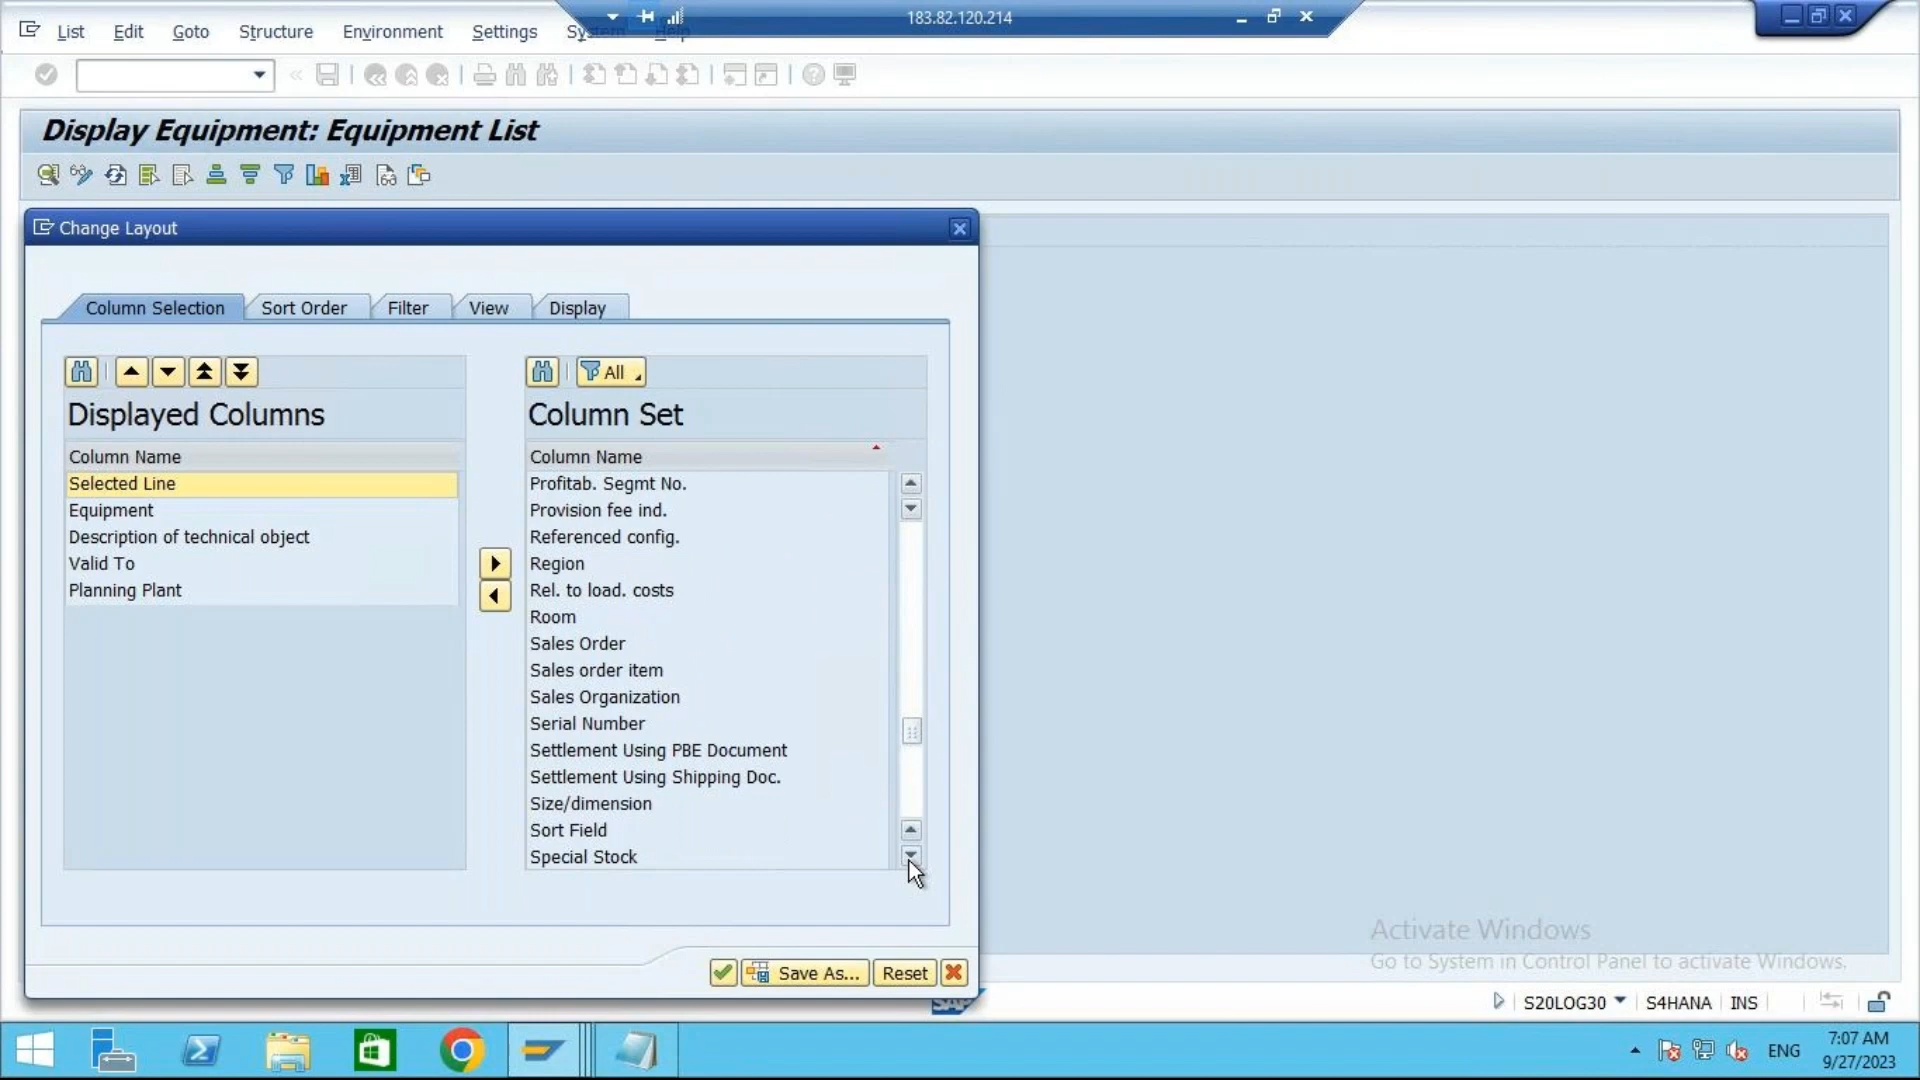 183.82.120.214
List Edit Goto Structure Environment Settings System Help
Display Equipment: Equipment List
Change Layout
Column Selection Sort Order Filter View Display
All
Displayed Columns
Column Name
Selected Line
Equipment
Description of technical object
Valid To
Planning Plant
Column Set
Column Name
Profitab. Segmt No.
Provision fee ind.
Referenced config.
Region
Rel. to load. costs
Room
Sales Order
Sales order item
Sales Organization
Serial Number
Settlement Using PBE Document
Settlement Using Shipping Doc.
Size/dimension
Sort Field
Special Stock
Save As... Reset
Activate Windows
Go to System in Control Panel to activate Windows.
SAP
S20LOG30 S4HANA INS
ENG
7:07 AM
9/27/2023